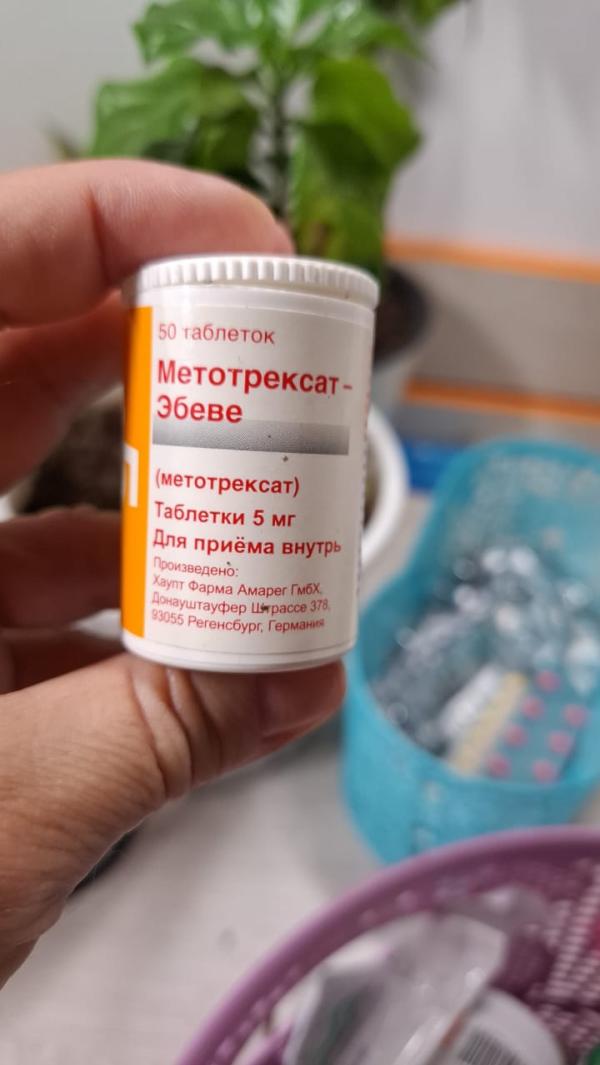 50 таблеток
Метотрексат-
Эбеве
(метотрексат)
Таблетки 5 мг
Для приёма внутрь
Произведено:
Хаупт Фарма Амарег ГмбХ,
Донауштауфер Штрассе 378,
93055 Регенсбург, Германия